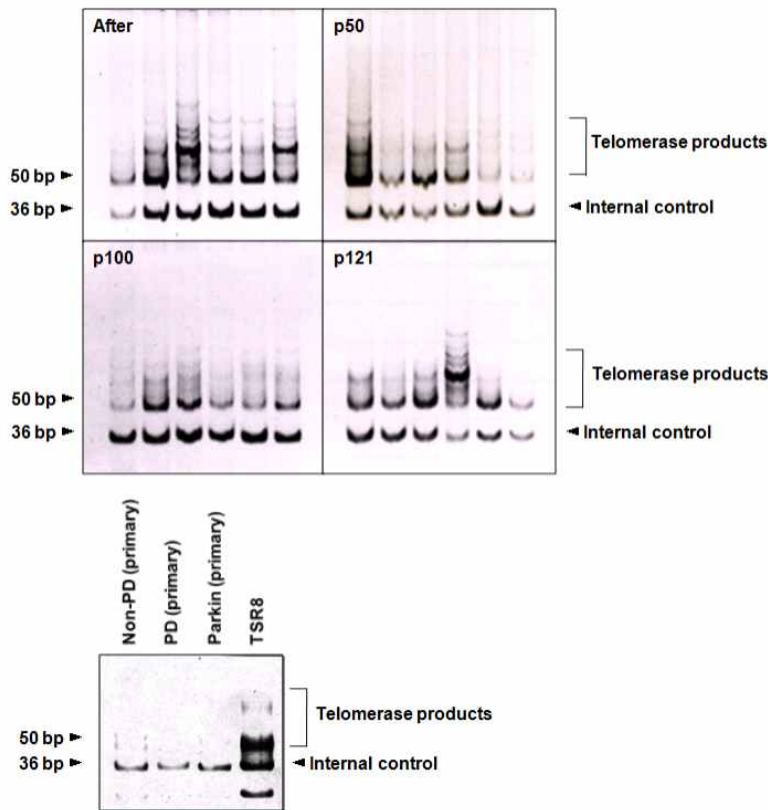 After
p50
Telomerase products
50 bp
36 bp
Internal control
p100
p121
Telomerase products
50 bp
36 bp
Internal control
Non-PD (primary)
PD (primary)
Parkin (primary)
TSR8
Telomerase products
50 bp
36 bp
Internal control